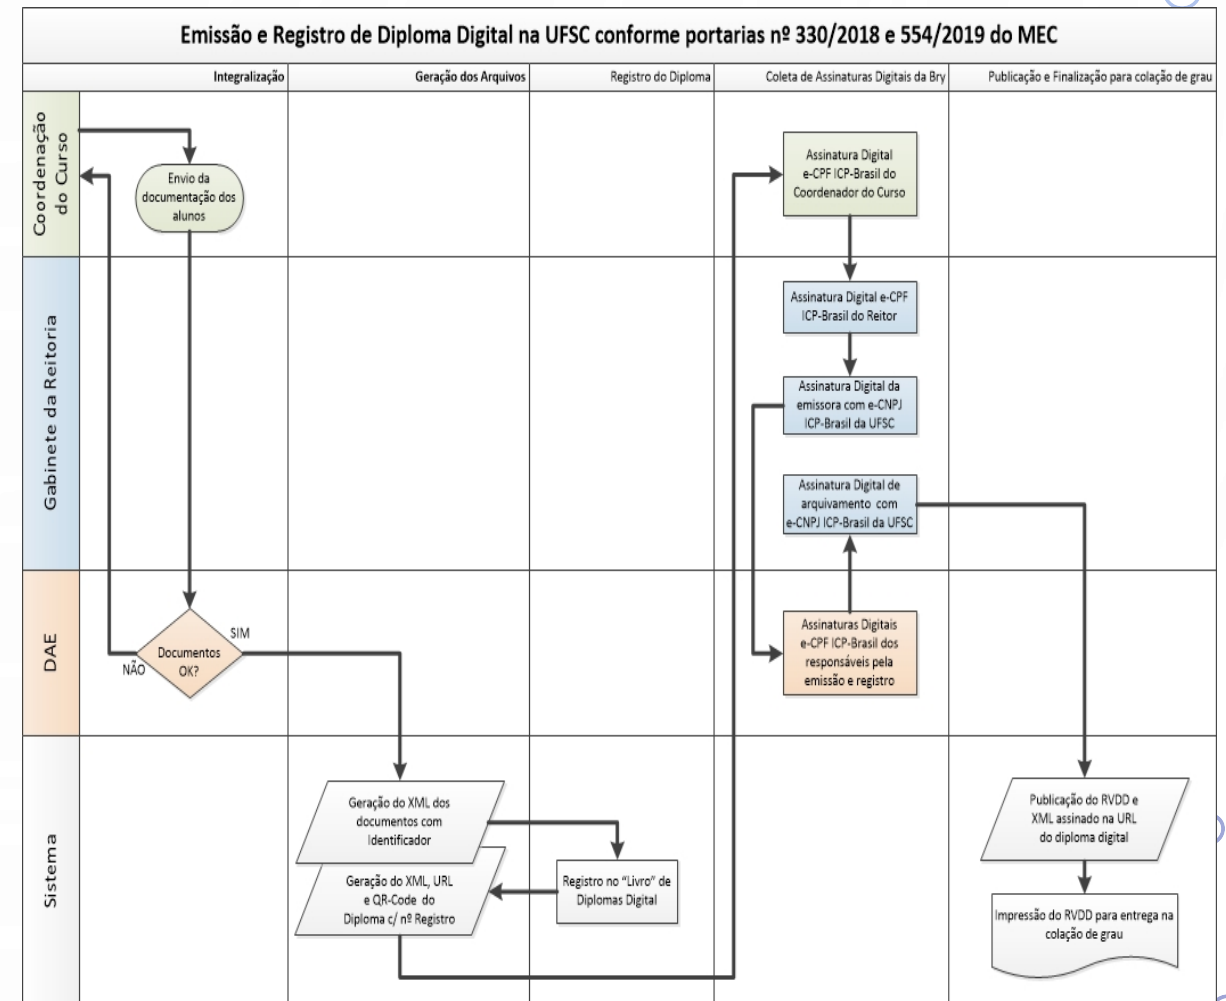 Emissão e Registro de Diploma Digital na UFSC conforme portarias nº 330/2018 e 554/2019 do MEC
Integralização
Geração dos Arquivos
Registro do Diploma
Coleta de Assinaturas Digitais da Bry
Publicação e Finalização para colação de grau
Coordenação
do Curso
Envio da
documentação dos
alunos
Assinatura Digital
e-CPF ICP-Brasil do
Coordenador do Curso
Gabinete da Reitoria
Assinatura Digital e-CPF
ICP-Brasil do Reitor
Assinatura Digital da
emissora com e-CNPJ
ICP-Brasil da UFSC
Assinatura Digital de
arquivamento com
e-CNPJ ICP-Brasil da UFSC
DAE
Documentos
OK?
SIM
NÃO
Assinaturas Digitais
e-CPF ICP-Brasil dos
responsáveis pela
emissão e registro
Sistema
Geração do XML dos
documentos com
Identificador
Geração do XML, URL
e QR-Code do
Diploma c/ nº Registro
Registro no “Livro” de
Diplomas Digital
Publicação do RVDD e
XML assinado na URL
do diploma digital
Impressão do RVDD para entrega na
colação de grau